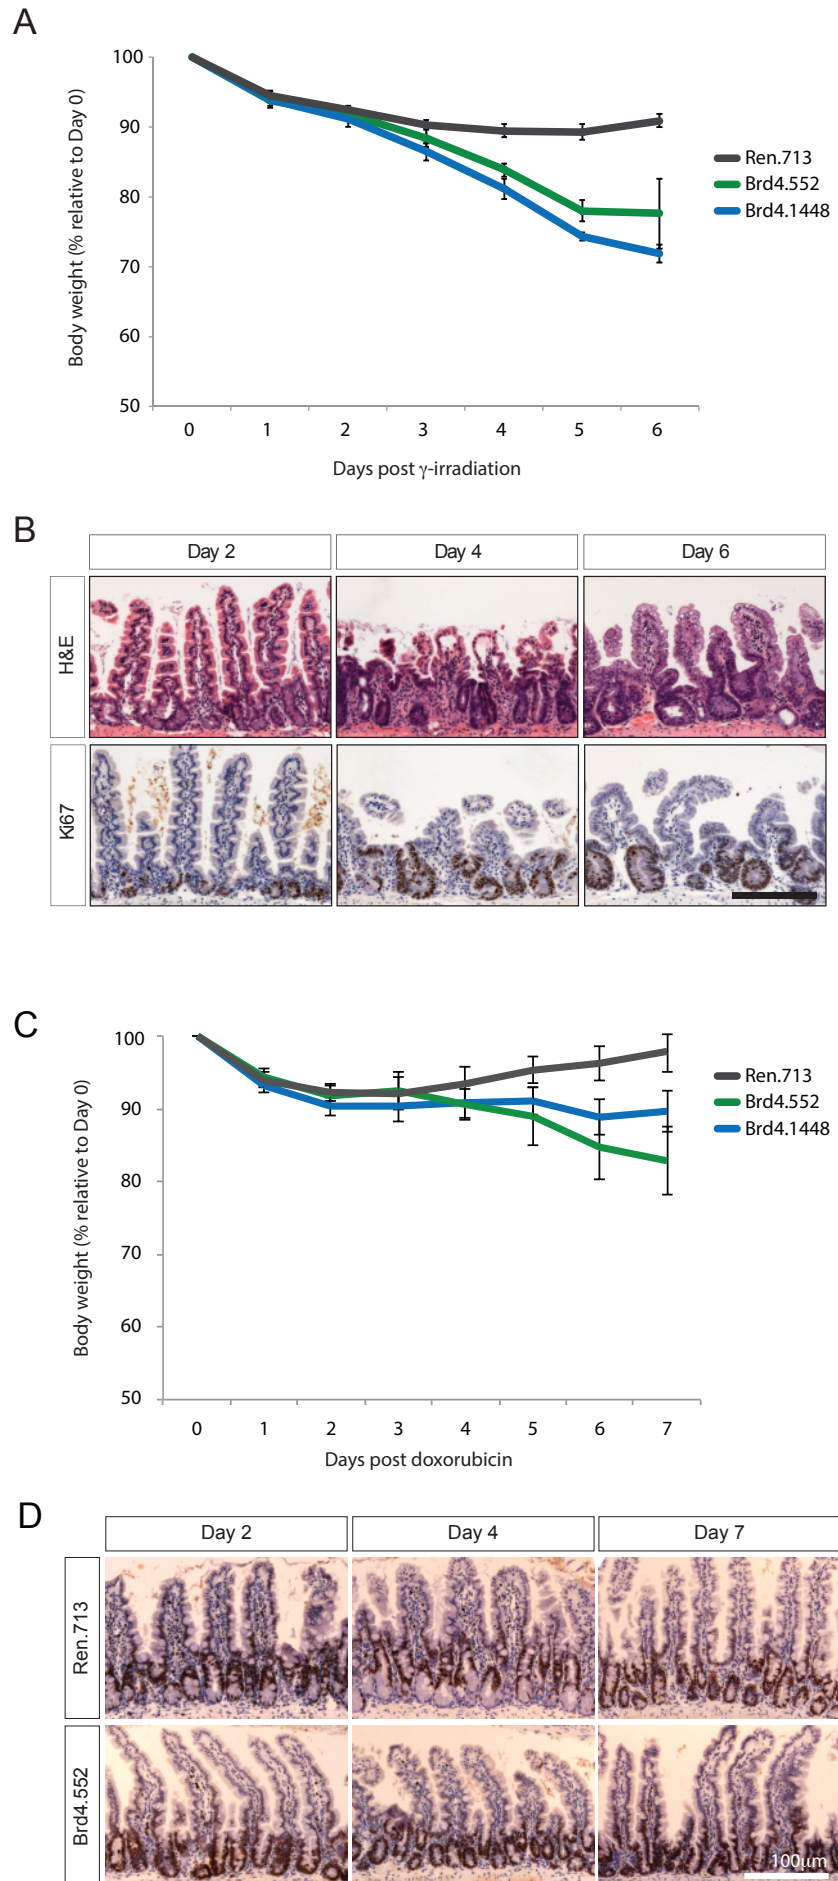 A
Body weight (% relative to Day 0)
100
90
80
70
60
50
0 1 2 3 4 5 6
Days post γ-irradiation
Ren.713
Brd4.552
Brd4.1448
B
Day 2 Day 4 Day 6
H&E
Ki67
C
Body weight (% relative to Day 0)
100
90
80
70
60
50
0 1 2 3 4 5 6 7
Days post doxorubicin
Ren.713
Brd4.552
Brd4.1448
D
Day 2 Day 4 Day 7
Ren.713
Brd4.552
100μm